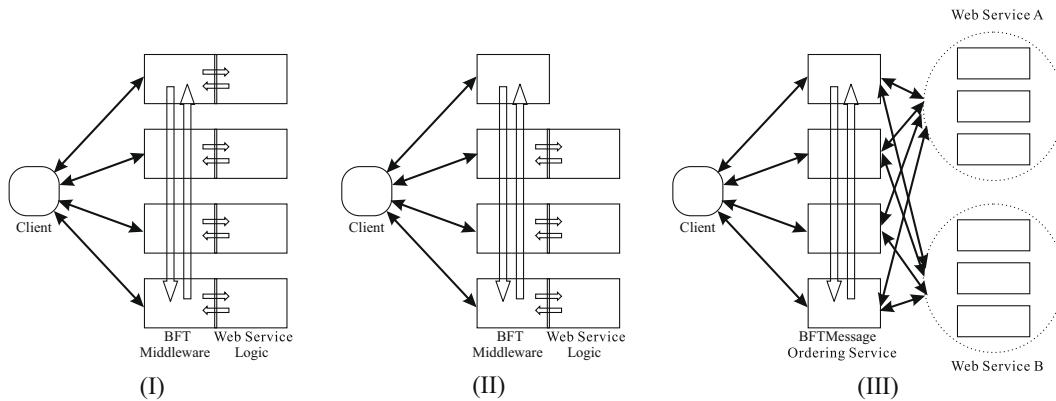 Web Service A
Client
Client
Client
BFT
Middleware
Web Service
Logic
BFT
Middleware
Web Service
Logic
BFTMessage
Ordering Service
Web Service B
(I)
(II)
(III)